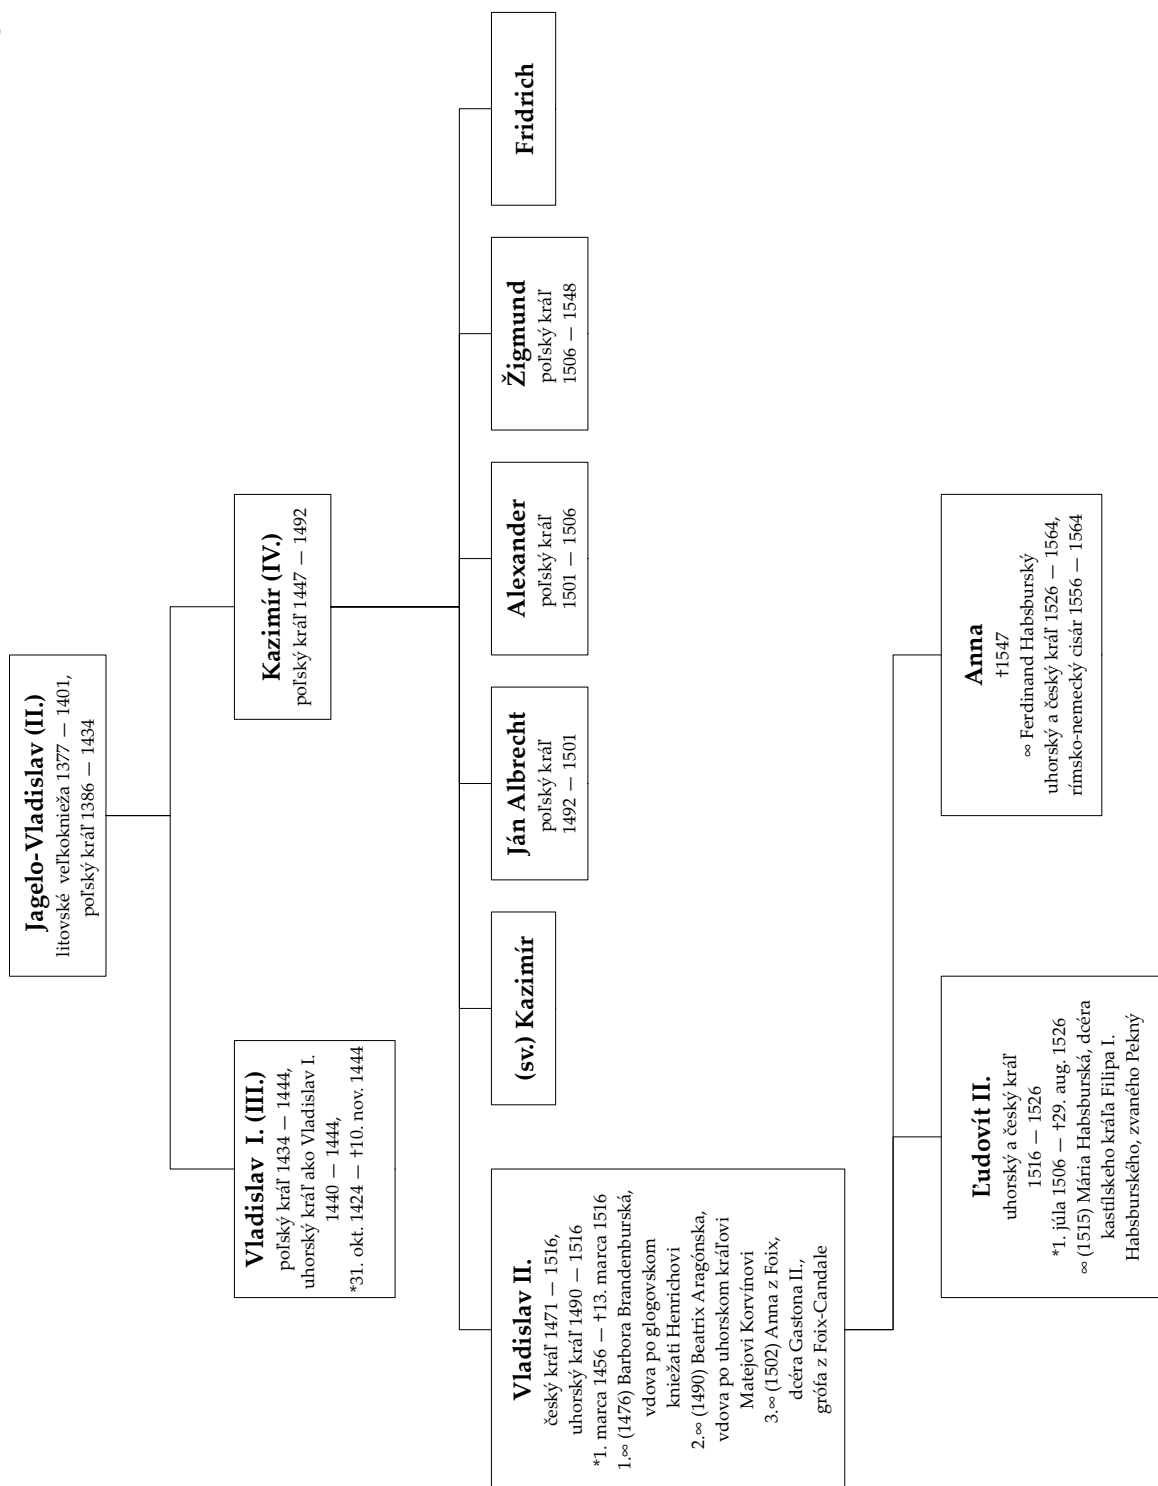 Jagelo-Vladislav (II.)
litovské veľkoknieža 1377 — 1401,
poľský kráľ 1386 — 1434
Vladislav I. (III.)
poľský kráľ 1434 — 1444,
uhorský kráľ ako Vladislav I.
1440 — 1444,
*31. okt. 1424 — †10. nov. 1444
Kazimír (IV.)
poľský kráľ 1447 — 1492
Vladislav II.
český kráľ 1471 — 1516,
uhorský kráľ 1490 — 1516
*1. marca 1456 — †13. marca 1516
1.∞ (1476) Barbora Brandenburská,
vdova po glogovskom
kniežati Henrichovi
2.∞ (1490) Beatrix Aragónska,
vdova po uhorskom kráľovi
Matejovi Korvínovi
3.∞ (1502) Anna z Foix,
dcéra Gastona II.,
grófa z Foix-Candale
(sv.) Kazimír
Ján Albrecht
poľský kráľ
1492 — 1501
Alexander
poľský kráľ
1501 — 1506
Žigmund
poľský kráľ
1506 — 1548
Fridrich
Ľudovít II.
uhorský a český kráľ
1516 — 1526
*1. júla 1506 — †29. aug. 1526
∞ (1515) Mária Habsburská, dcéra
kastílskeho kráľa Filipa I.
Habsburského, zvaného Pekný
Anna
†1547
∞ Ferdinand Habsburský
uhorský a český kráľ 1526 — 1564,
rímsko-nemecký cisár 1556 — 1564